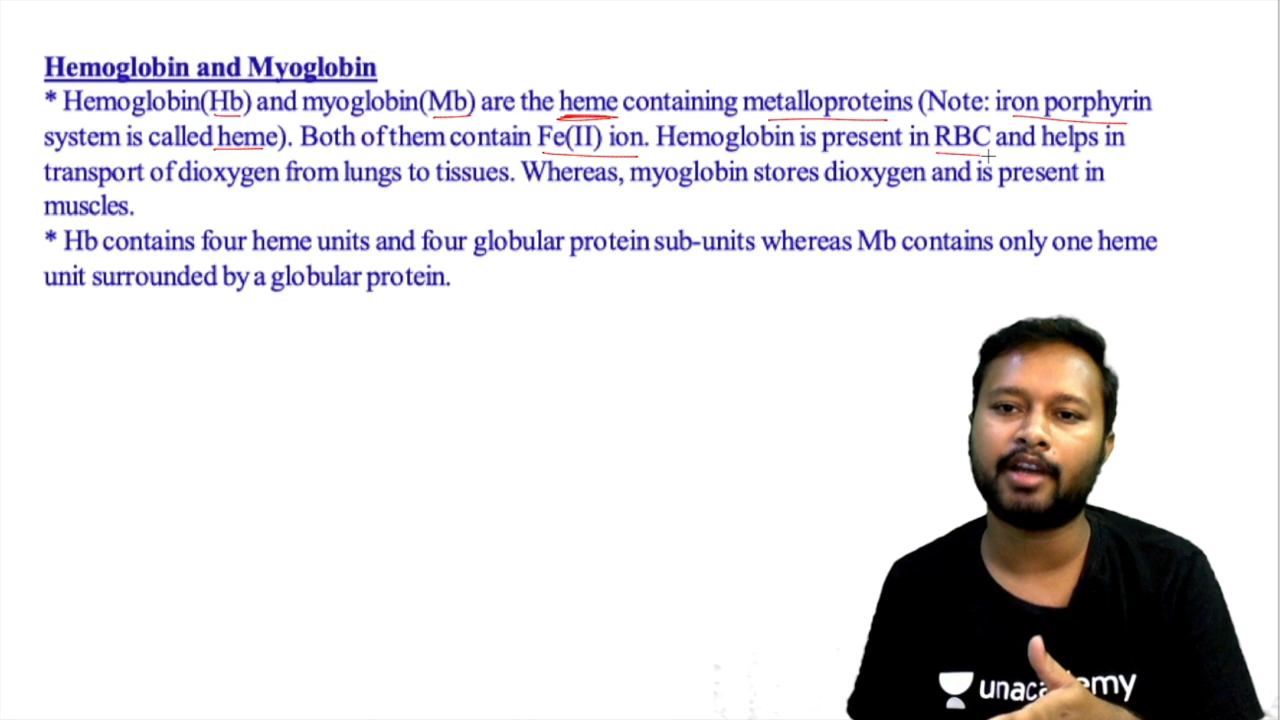 Hemoglobin and Myoglobin
* Hemoglobin(Hb) and myoglobin(Mb) are the heme containing metalloproteins (Note: iron porphyrin
system is called heme). Both of them contain Fe(II) ion. Hemoglobin is present in RBC and helps in
transport of dioxygen from lungs to tissues. Whereas, myoglobin stores dioxygen and is present in
muscles.
* Hb contains four heme units and four globular protein sub-units whereas Mb contains only one heme
unit surrounded by a globular protein.